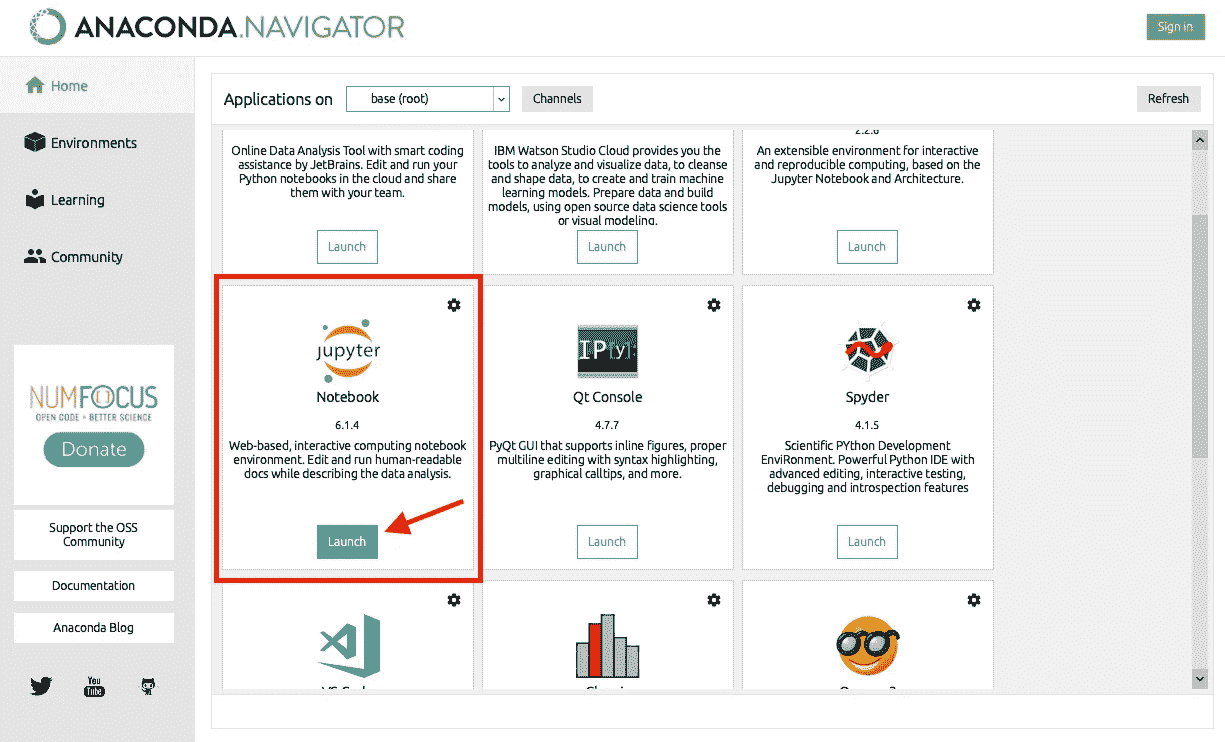 ANACONDA.NAVIGATOR
Sign in
Home
Environments
Learning
Community
NUMFOCUS
OPEN CODE = BETTER SCIENCE
Donate
Support the OSS
Community
Documentation
Anaconda Blog
You
Tube
Applications on
base (root)
Channels
Refresh
Online Data Analysis Tool with smart coding
assistance by JetBrains. Edit and run your
Python notebooks in the cloud and share
them with your team.
Launch
IBM Watson Studio Cloud provides you the
tools to analyze and visualize data, to cleanse
and shape data, to create and train machine
learning models. Prepare data and build
models, using open source data science tools
or visual modeling.
Launch
2.2.6
An extensible environment for interactive
and reproducible computing, based on the
Jupyter Notebook and Architecture.
Launch
jupyter
Notebook
6.1.4
Web-based, interactive computing notebook
environment. Edit and run human-readable
docs while describing the data analysis.
Launch
IP[y]:
Qt Console
4.7.7
PyQt GUI that supports inline figures, proper
multiline editing with syntax highlighting,
graphical calltips, and more.
Launch
Spyder
4.1.5
Scientific PYthon Development
EnviRonment. Powerful Python IDE with
advanced editing, interactive testing,
debugging and introspection features
Launch